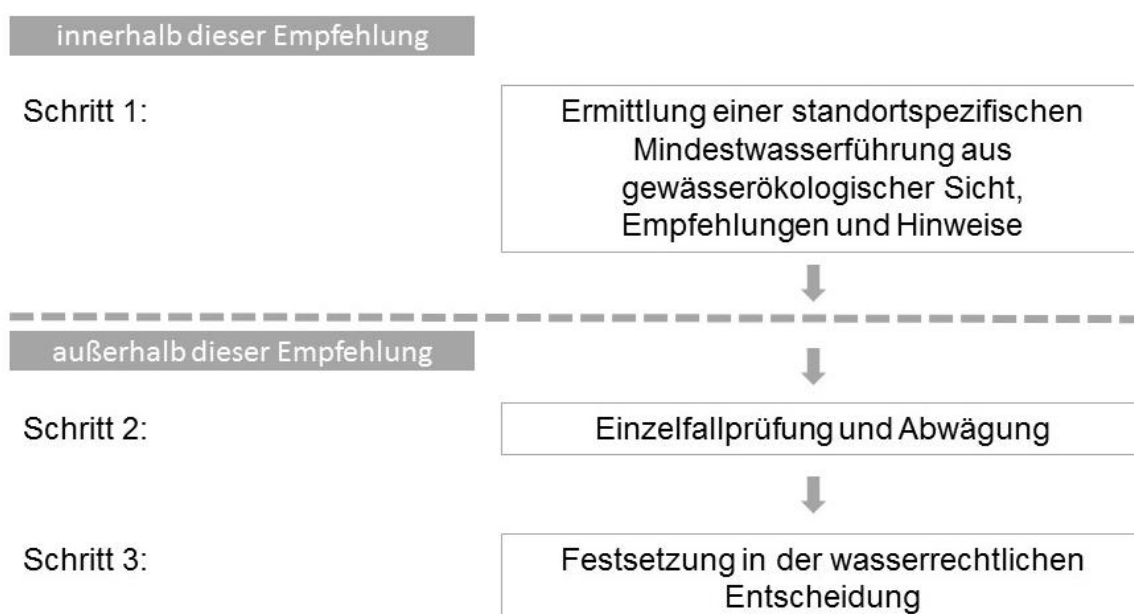 innerhalb dieser Empfehlung
Schritt 1:
Ermittlung einer standortspezifischen
Mindestwasserführung aus
gewässerökologischer Sicht,
Empfehlungen und Hinweise
außerhalb dieser Empfehlung
Schritt 2:
Einzelfallprüfung und Abwägung
Schritt 3:
Festsetzung in der wasserrechtlichen
Entscheidung